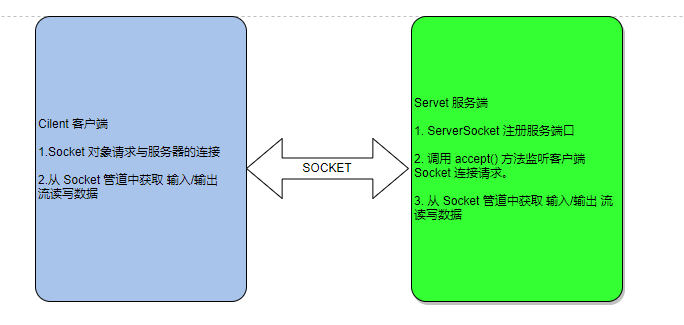 Cilent 客户端
1.Socket 对象请求与服务器的连接
2.从 Socket 管道中获取 输入/输出
流读写数据
SOCKET
Servet 服务端
1. ServerSocket 注册服务端口
2. 调用 accept() 方法监听客户端
Socket 连接请求。
3. 从 Socket 管道中获取 输入/输出 流
读写数据